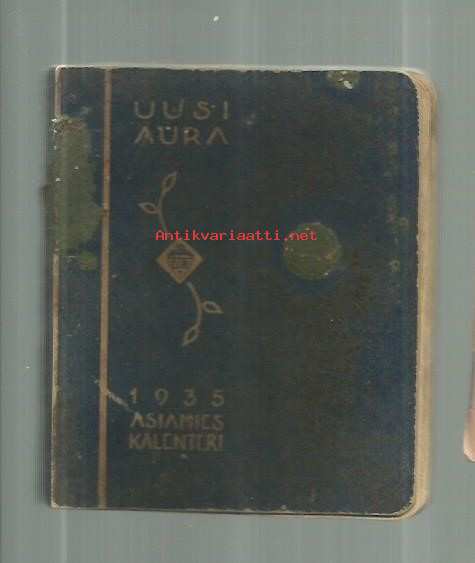 UUSI
AURA
Antikvariaatti.net
1935
ASIAMIES
KALENTERI